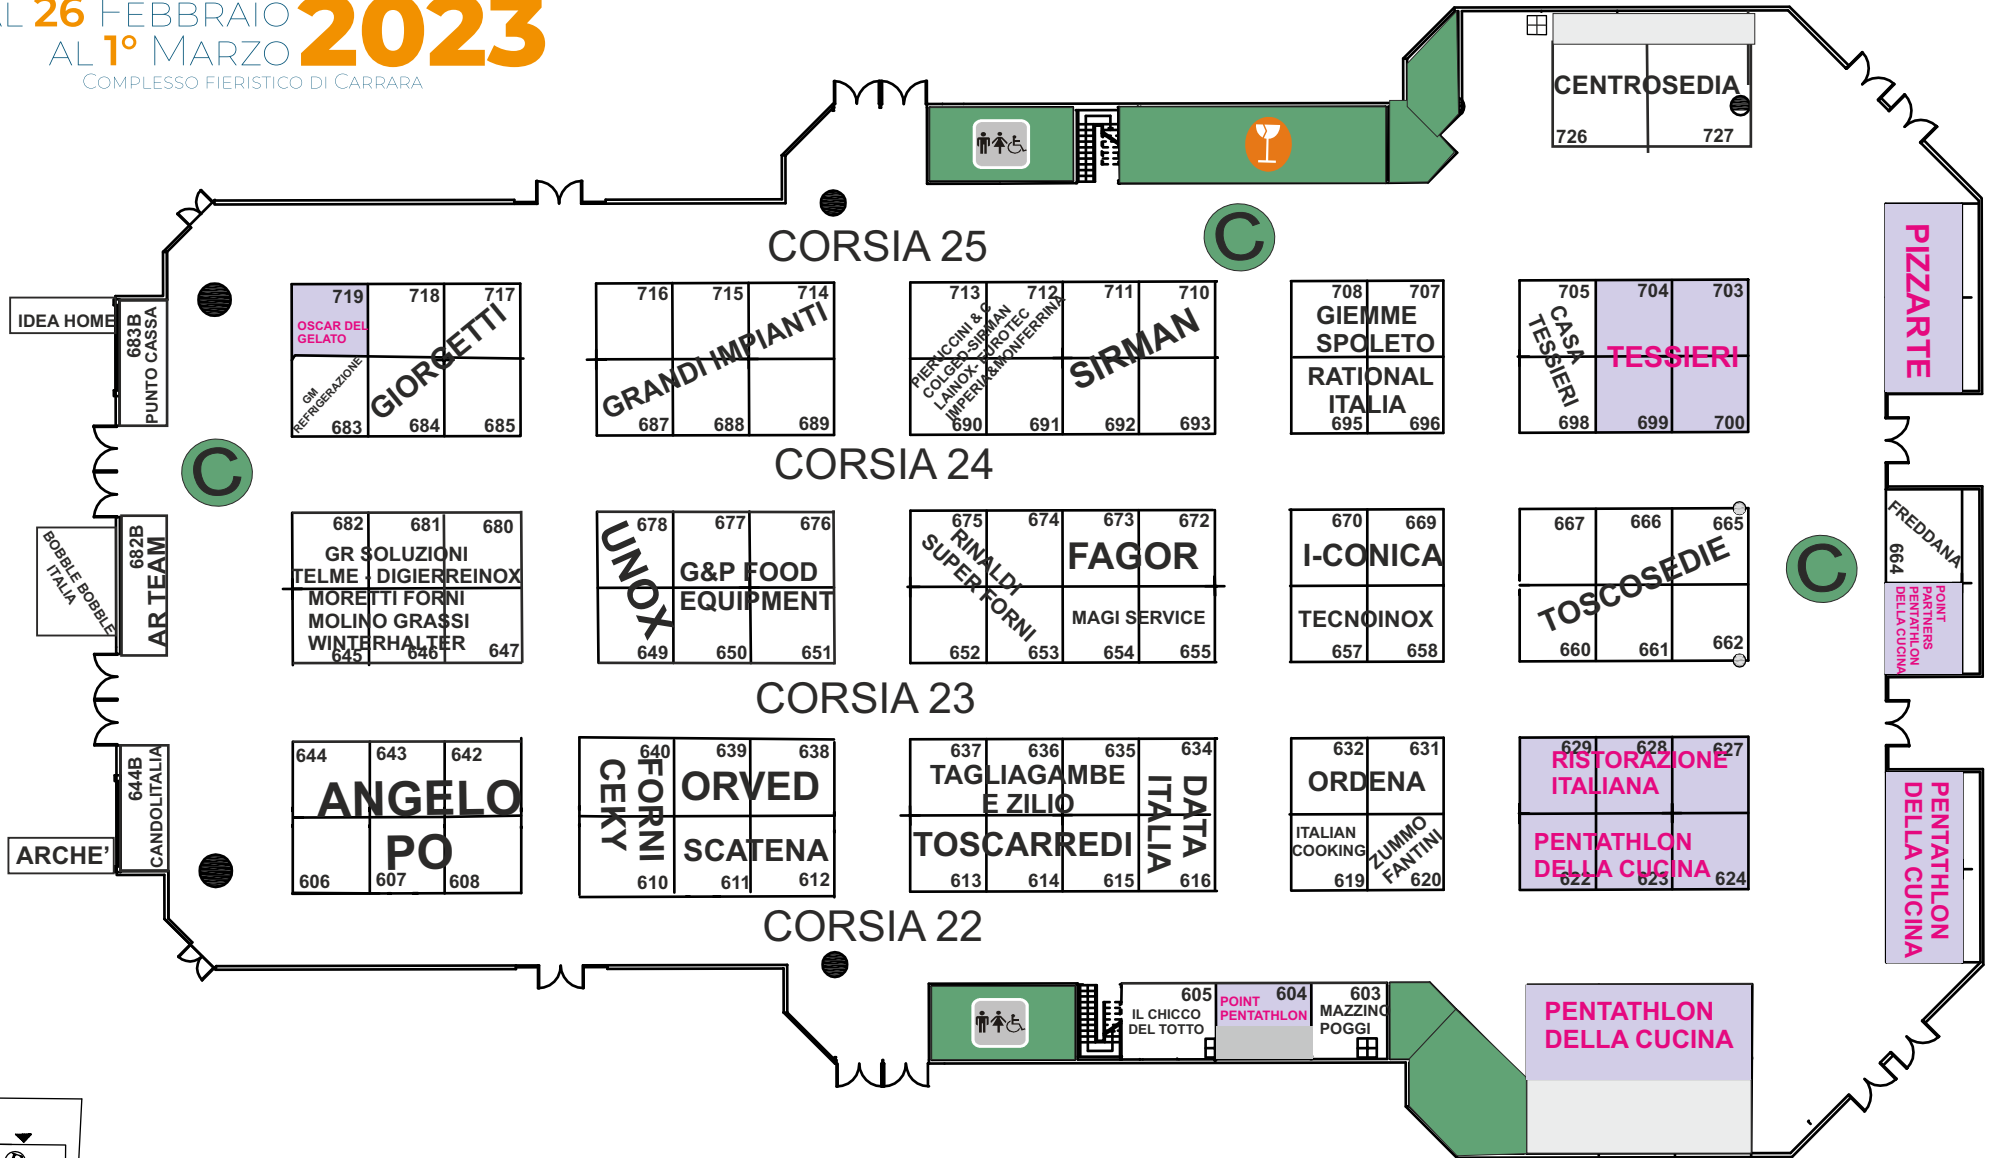 AL 26 FEBBRAIO
AL 1° MARZO 2023
COMPLESSO FIERISTICO DI CARRARA
CENTROSEDIA
726 727
CORSIA 25
C
PIZZARTE
IDEA HOME
683B
PUNTO CASSA
719 718 717
OSCAR DEL
GELATO
GIORGETTI
GM
REFRIGERAZIONE
683 684 685
716 715 714
GRANDI IMPIANTI
687 688 689
713 712 711 710
PIERUCCINI & C
COLGED-SIRMAN
LAINOX-EUROTEC
IMPERIA&MONFERRINA
SIRMAN
690 691 692 693
708 707
GIEMME
SPOLETO
RATIONAL
ITALIA
695 696
705 704 703
CASA
TESSIERI
TESSIERI
698 699 700
CORSIA 24
C
BOBBLE BOBBLE
ITALIA
682B
AR TEAM
682 681 680
GR SOLUZIONI
TELME - DIGIERREINOX
MORETTI FORNI
MOLINO GRASSI
WINTERHALTER
645 646 647
678 677 676
UNOX
G&P FOOD
EQUIPMENT
649 650 651
675 674 673 672
RINALDI
SUPERFORNI
FAGOR
MAGI SERVICE
652 653 654 655
670 669
I-CONICA
TECNOINOX
657 658
667 666 665
TOSCOSEDIE
660 661 662
C
FREDDANA
664
POINT
PARTNERS
PENTATHLON
DELLA CUCINA
CORSIA 23
644B
CANDOLITALIA
ARCHE'
644 643 642
ANGELO
PO
606 607 608
640 639 638
FORNI
CEKY
ORVED
SCATENA
610 611 612
637 636 635 634
TAGLIAGAMBE
E ZILIO
TOSCARREDI
DATA
ITALIA
613 614 615 616
632 631
ORDENA
ITALIAN
COOKING
ZUMMO
FANTINI
619 620
629 628 627
RISTORAZIONE
ITALIANA
PENTATHLON
DELLA CUCINA
622 623 624
PENTATHLON
DELLA CUCINA
CORSIA 22
605 604 603
IL CHICCO
DEL TOTTO
POINT
PENTATHLON
MAZZINO
POGGI
PENTATHLON
DELLA CUCINA